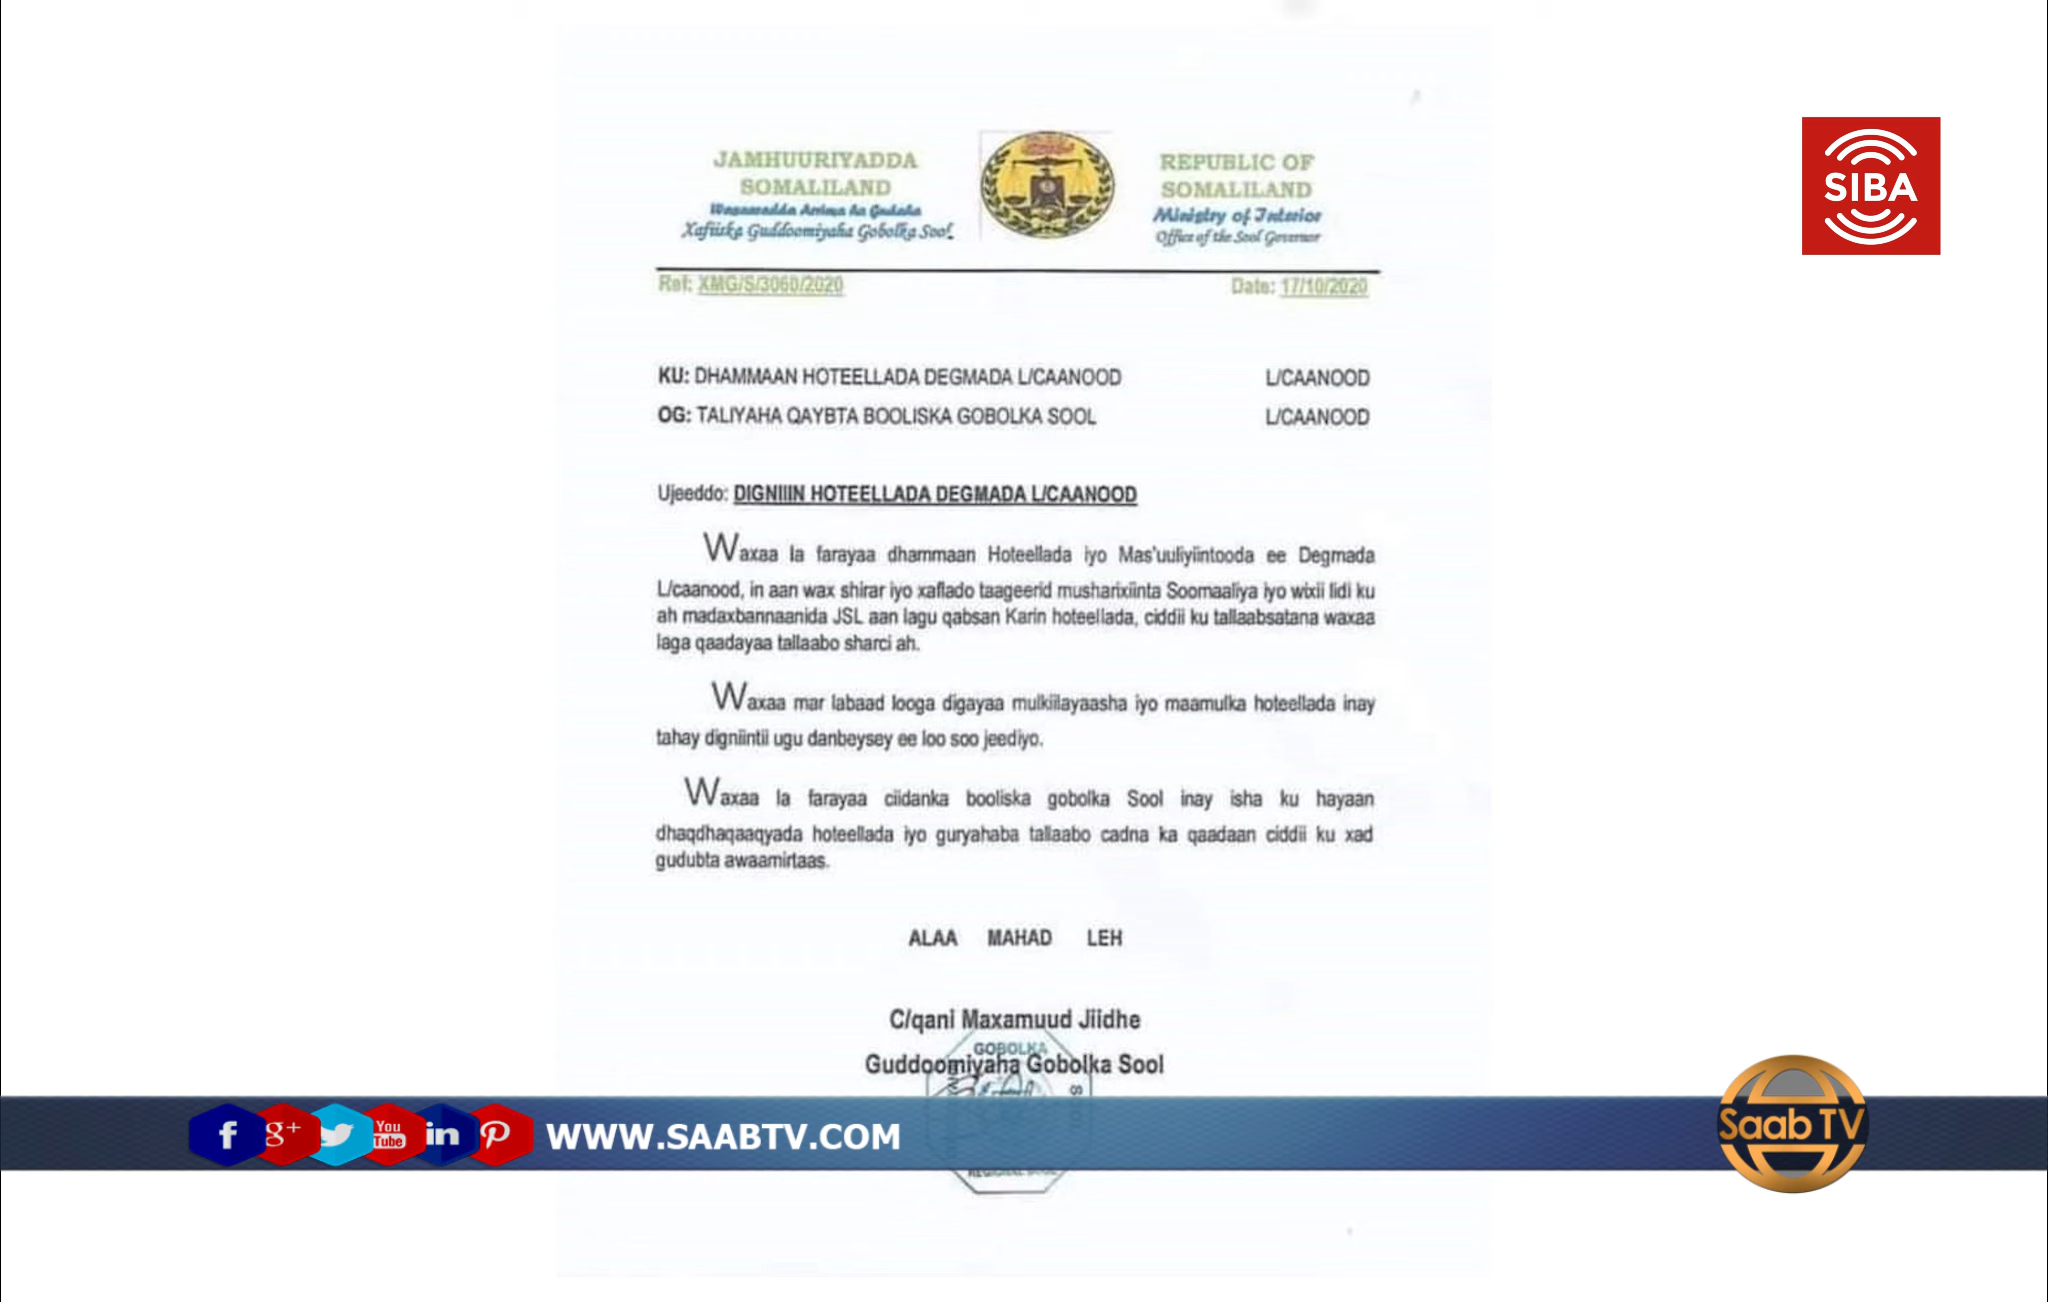 JAMHUURIYADDA
SOMALILAND
Wasaaradda Arrima ha Gudaha
Xafiiska Guddoomiyaha Gobolka Sool.
REPUBLIC OF
SOMALILAND
Ministry of Interior
Office of the Sool Governor
Ref: XMG/S/3060/2020
Date: 17/10/2020
SIBA
KU: DHAMMAAN HOTEELLADA DEGMADA L/CAANOOD L/CAANOOD
OG: TALIYAHA QAYBTA BOOLISKA GOBOLKA SOOL L/CAANOOD
Ujeeddo: DIGNIIIN HOTEELLADA DEGMADA L/CAANOOD
Waxaa la farayaa dhammaan Hoteellada iyo Mas'uuliyiintooda ee Degmada
L/caanood, in aan wax shirar iyo xaflado taageerid musharixiinta Soomaaliya iyo wixii lidi ku
ah madaxbannaanida JSL aan lagu qabsan Karin hoteellada, ciddii ku tallaabsatana waxaa
laga qaadayaa tallaabo sharci ah.
Waxaa mar labaad looga digayaa mulkiilayaasha iyo maamulka hoteellada inay
tahay digniintii ugu danbeysey ee loo soo jeediyo.
Waxaa la farayaa ciidanka booliska gobolka Sool inay isha ku hayaan
dhaqdhaqaaqyada hoteellada iyo guryahaba tallaabo cadna ka qaadaan ciddii ku xad
gudubta awaamirtaas.
ALAA MAHAD LEH
C/qani Maxamuud Jiidhe
Guddoomiyaha Gobolka Sool
GOBOLKA
f g+ You Tube in
WWW.SAABTV.COM
Saab TV